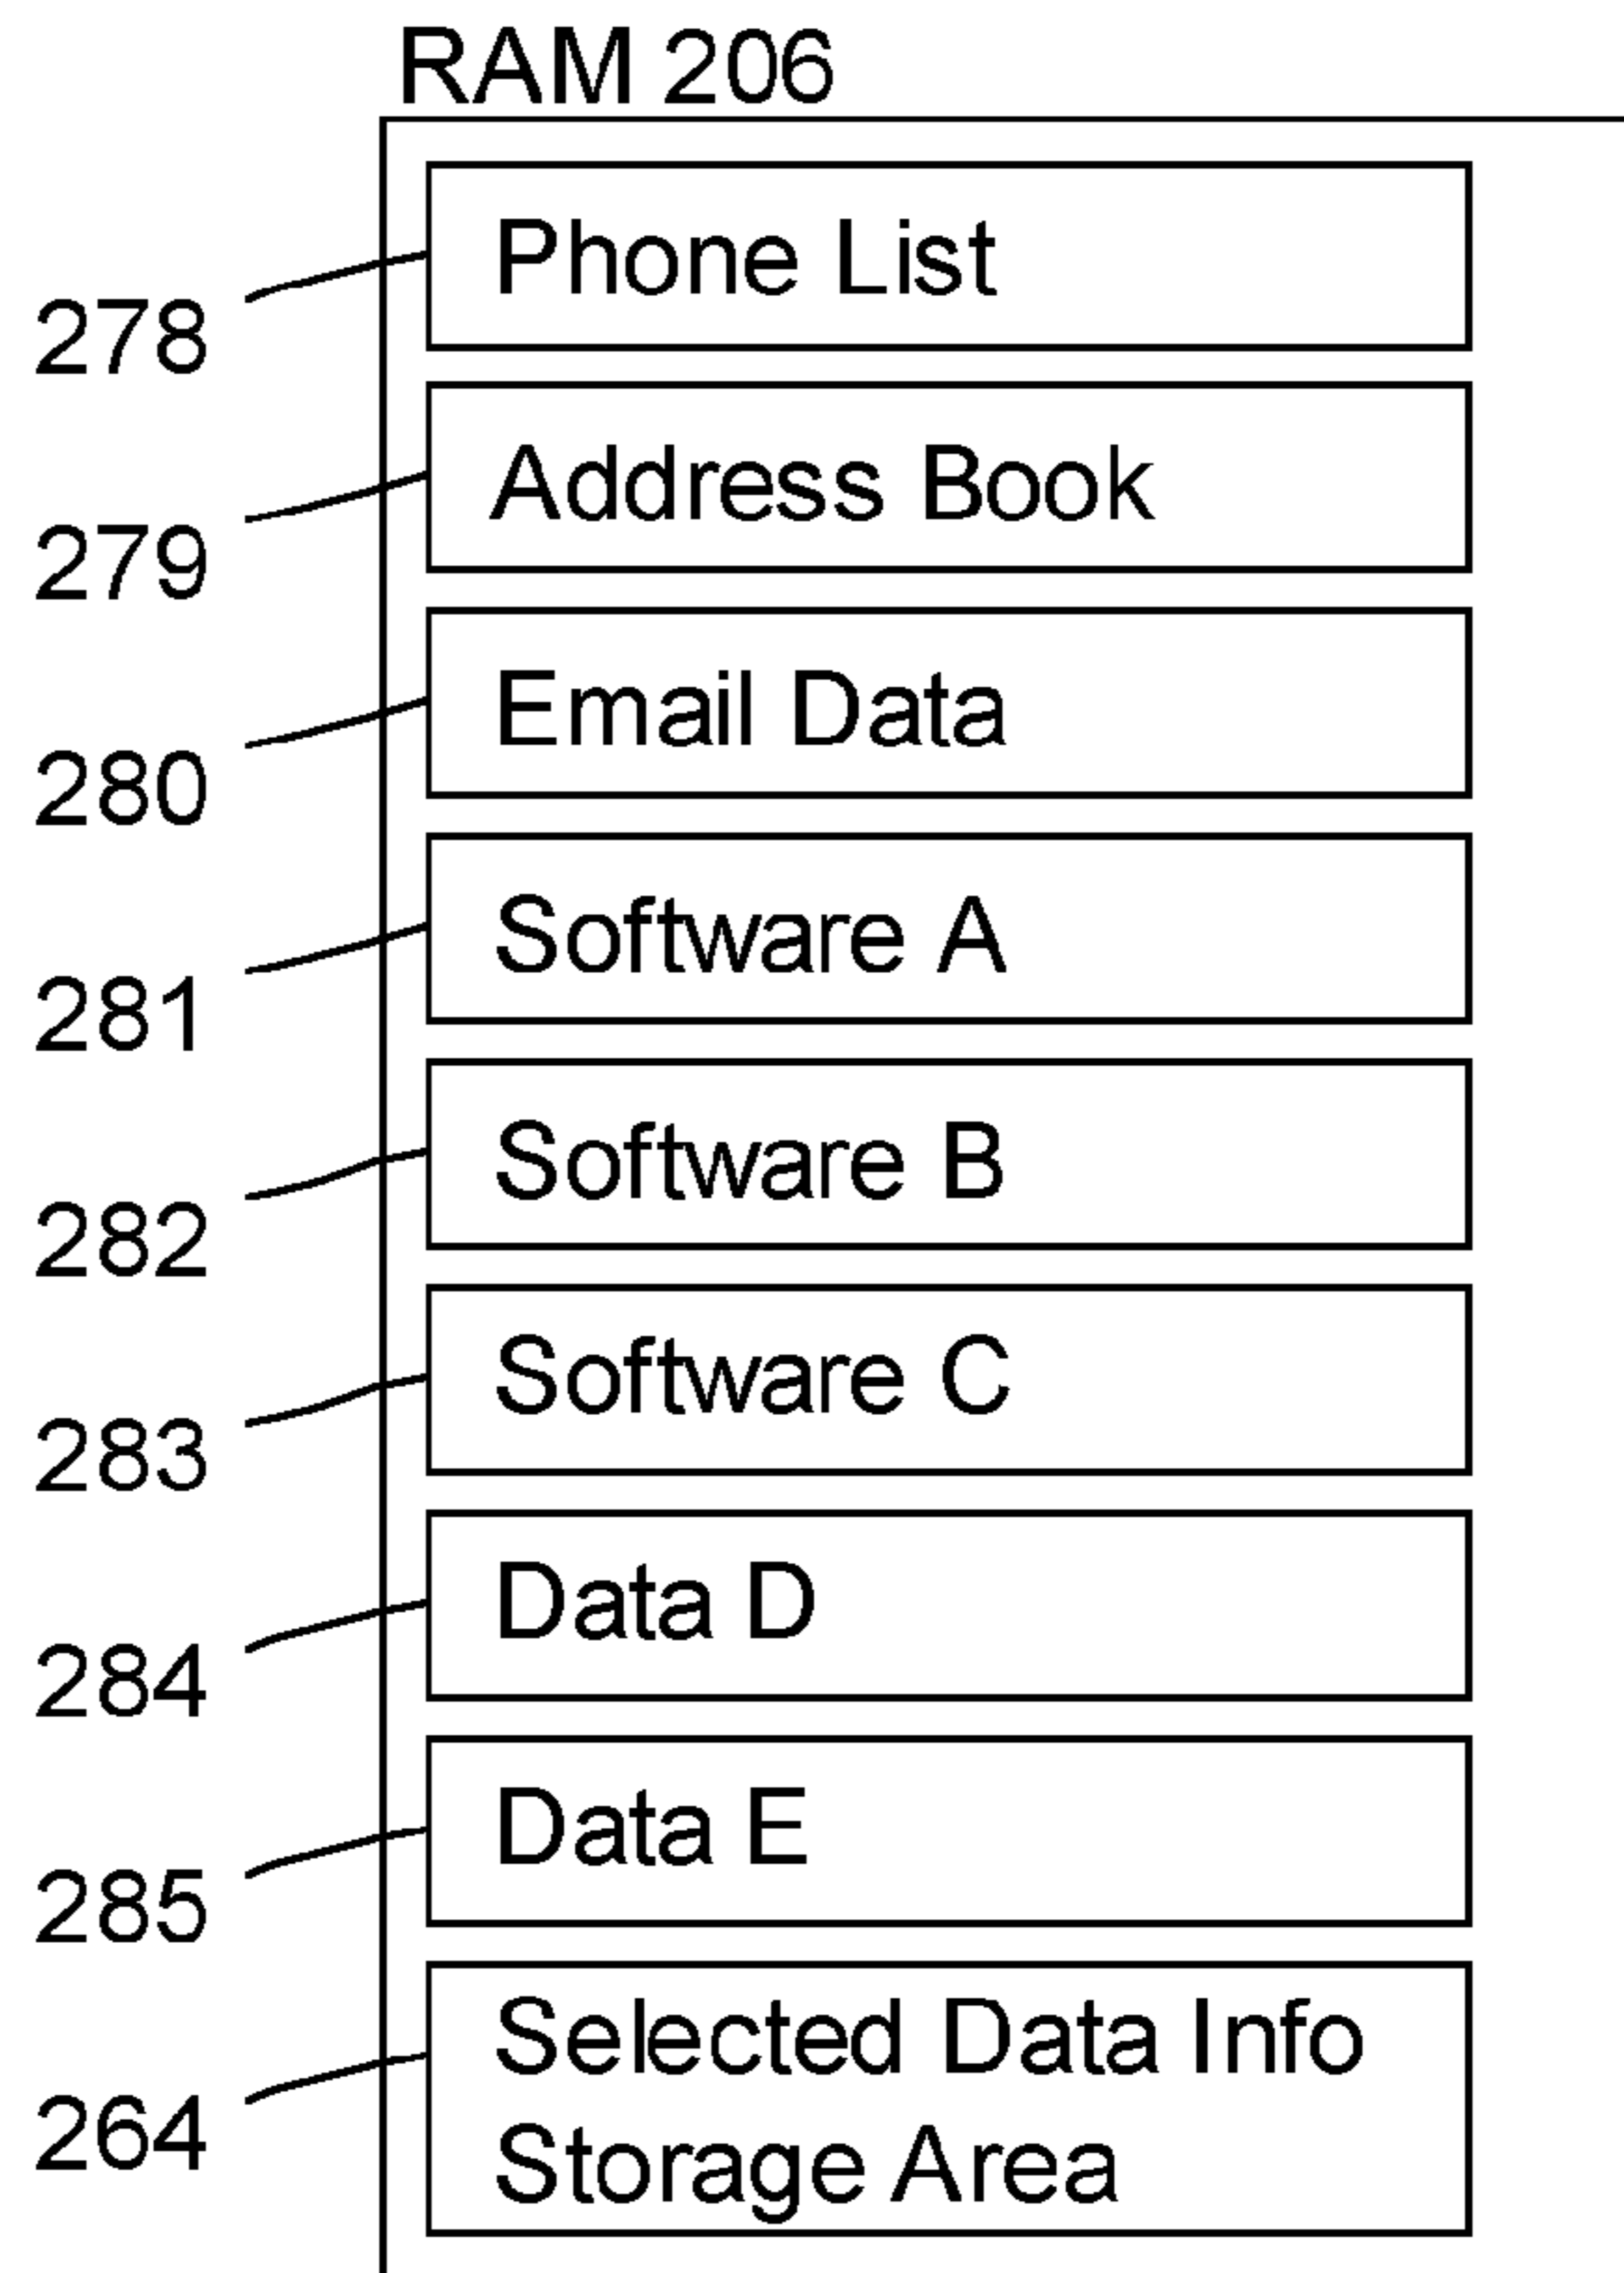 RAM 206
278 Phone List
279 Address Book
280 Email Data
281 Software A
282 Software B
283 Software C
284 Data D
285 Data E
264 Selected Data Info
Storage Area